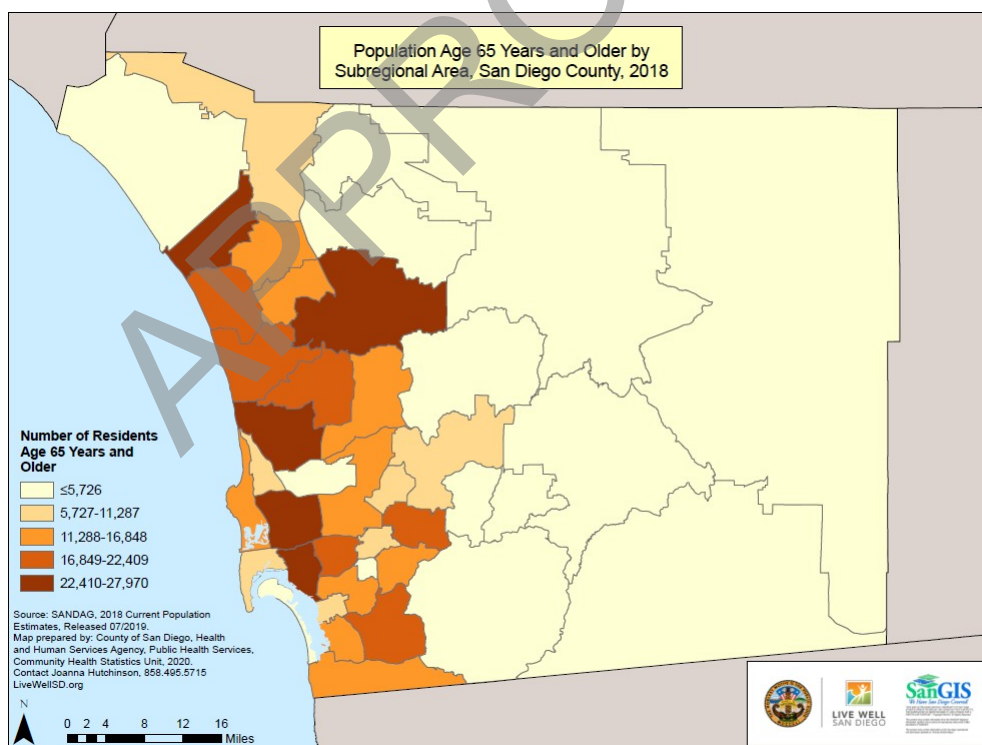 Population Age 65 Years and Older by
Subregional Area, San Diego County, 2018
APPRO
Number of Residents
Age 65 Years and
Older
≤5,726
5,727-11,287
11,288-16,848
16,849-22,409
22,410-27,970
Source: SANDAG, 2018 Current Population
Estimates, Released 07/2019.
Map prepared by: County of San Diego, Health
and Human Services Agency, Public Health Services,
Community Health Statistics Unit, 2020.
Contact Joanna Hutchinson, 858.495.5715
LiveWellSD.org
N
0 2 4 8 12 16
Miles
LIVE WELL
SAN DIEGO
SanGIS
We Have San Diego Covered!